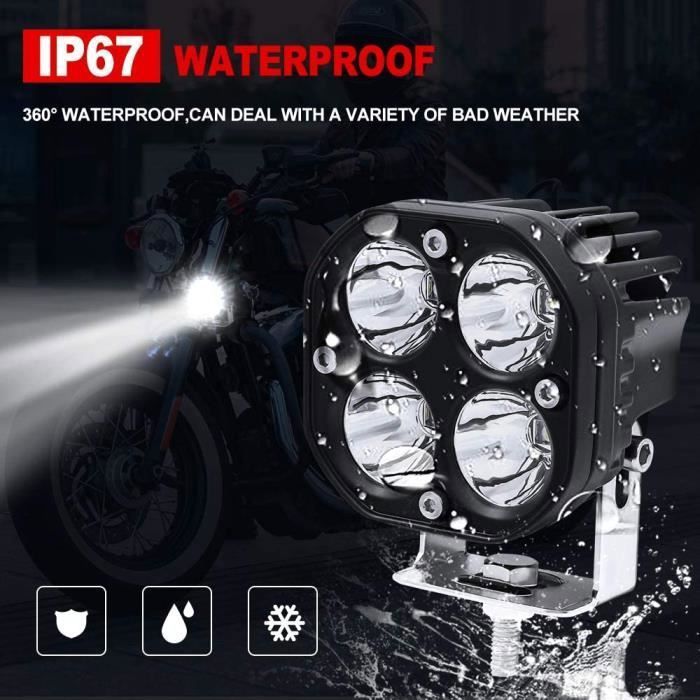 IP67 WATERPROOF
360° WATERPROOF,CAN DEAL WITH A VARIETY OF BAD WEATHER